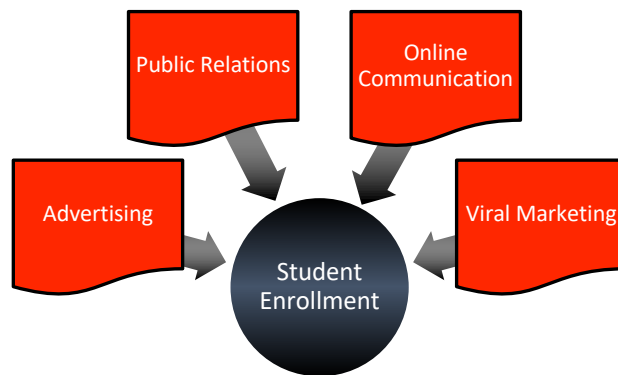 Public Relations
Online
Communication
Advertising
Viral Marketing
Student
Enrollment